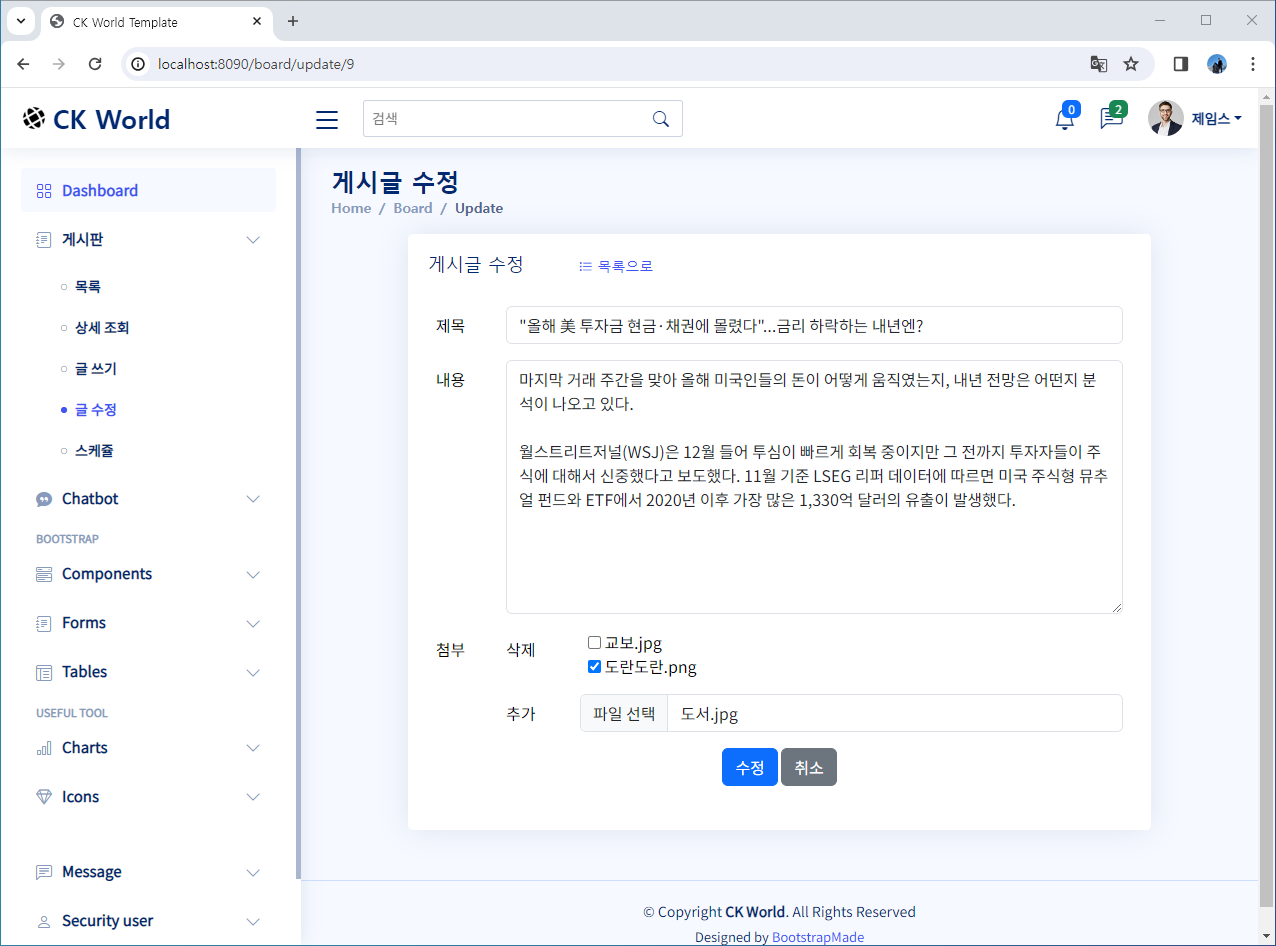 CK World Template
localhost:8090/board/update/9
CK World
검색
0
2
제임스
Dashboard
게시판
목록
상세 조회
글 쓰기
글 수정
스케쥴
Chatbot
BOOTSTRAP
Components
Forms
Tables
USEFUL TOOL
Charts
Icons
Message
Security user
게시글 수정
Home / Board / Update
게시글 수정 목록으로
제목 "올해 美 투자금 현금·채권에 몰렸다"...금리 하락하는 내년엔?
내용 마지막 거래 주간을 맞아 올해 미국인들의 돈이 어떻게 움직였는지, 내년 전망은 어떤지 분
석이 나오고 있다.
월스트리트저널(WSJ)은 12월 들어 투심이 빠르게 회복 중이지만 그 전까지 투자자들이 주
식에 대해서 신중했다고 보도했다. 11월 기준 LSEG 리퍼 데이터에 따르면 미국 주식형 뮤추
얼 펀드와 ETF에서 2020년 이후 가장 많은 1,330억 달러의 유출이 발생했다.
첨부 삭제 교보.jpg
도란도란.png
추가 파일 선택 도서.jpg
수정 취소
© Copyright CK World. All Rights Reserved
Designed by BootstrapMade